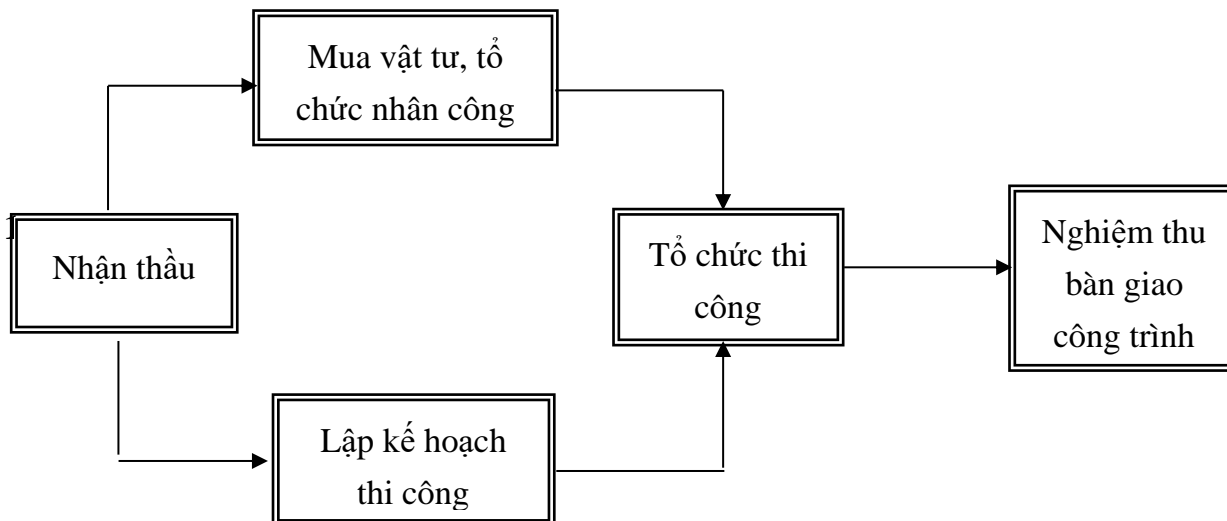 Mua vật tư, tổ
chức nhân công
Nhận thầu
Tổ chức thi
công
Nghiệm thu
bàn giao
công trình
Lập kế hoạch
thi công